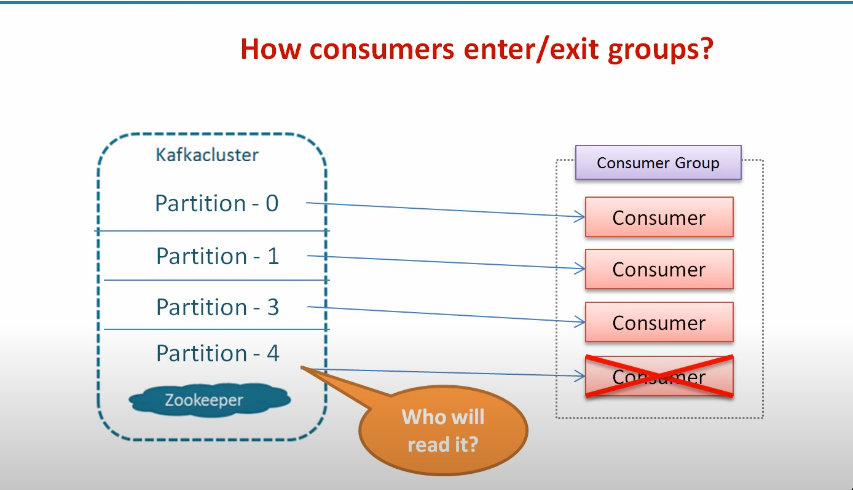 How consumers enter/exit groups?
Kafkacluster
Partition - 0
Partition - 1
Partition - 3
Partition - 4
Zookeeper
Who will
read it?
Consumer Group
Consumer
Consumer
Consumer
Consumer